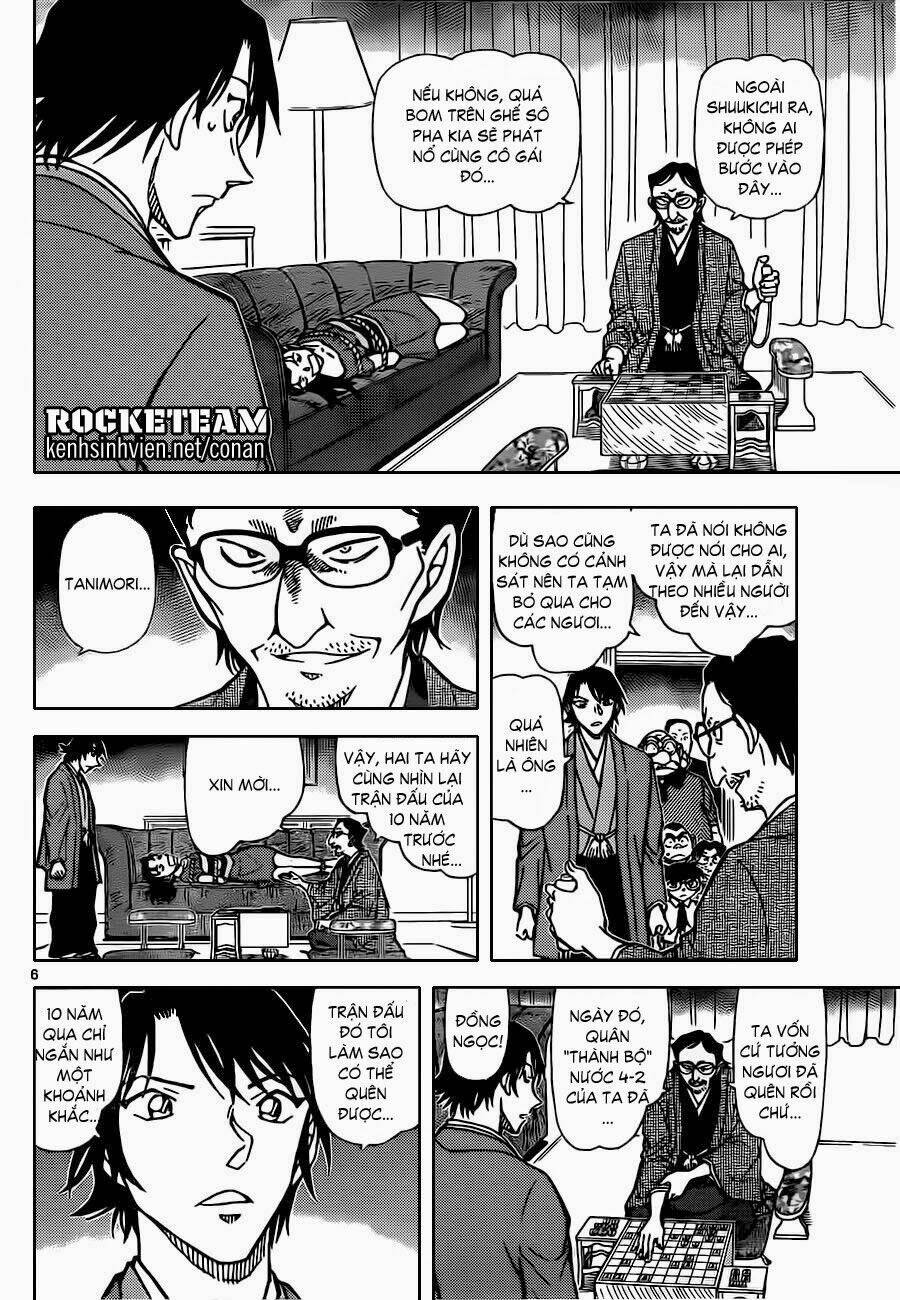 NGOÀI
SHUUKICHI RA,
KHÔNG AI
ĐƯỢC PHÉP
BƯỚC VÀO
ĐÂY...
NẾU KHÔNG, QUẢ
BOM TRÊN GHẾ SÔ
PHA KIA SẼ PHÁT
NỔ CÙNG CÔ GÁI
ĐÓ...
ROCKETEAM
kenhsinhvien.net/conan
TANIMORI...
TA ĐÃ NÓI KHÔNG
ĐƯỢC NÓI CHO AI,
VẬY MÀ LẠI DẪN
THEO NHIỀU NGƯỜI
ĐẾN VẬY...
DÙ SAO CŨNG
KHÔNG CÓ CẢNH
SÁT NÊN TA TẠM
BỎ QUA CHO
CÁC NGƯƠI...
QUẢ
NHIÊN
LÀ ÔNG
...
VẬY, HAI TA HÃY
CÙNG NHÌN LẠI
TRẬN ĐẤU CỦA
10 NĂM
TRƯỚC
NHÉ...
XIN MỜI...
6
TRẬN ĐẤU
ĐÓ TÔI
LÀM SAO
CÓ THỂ
QUÊN
ĐƯỢC...
10 NĂM
QUA CHỈ
NGẮN NHƯ
MỘT
KHOẢNH
KHẮC...
TA VỐN
CỨ TƯỞNG
NGƯƠI ĐÃ
QUÊN RỒI
CHỨ...
NGÀY ĐÓ,
QUÂN
"THÀNH BỘ"
NƯỚC 4-2
CỦA TA ĐÃ
...
ĐỒNG
NGỌC!